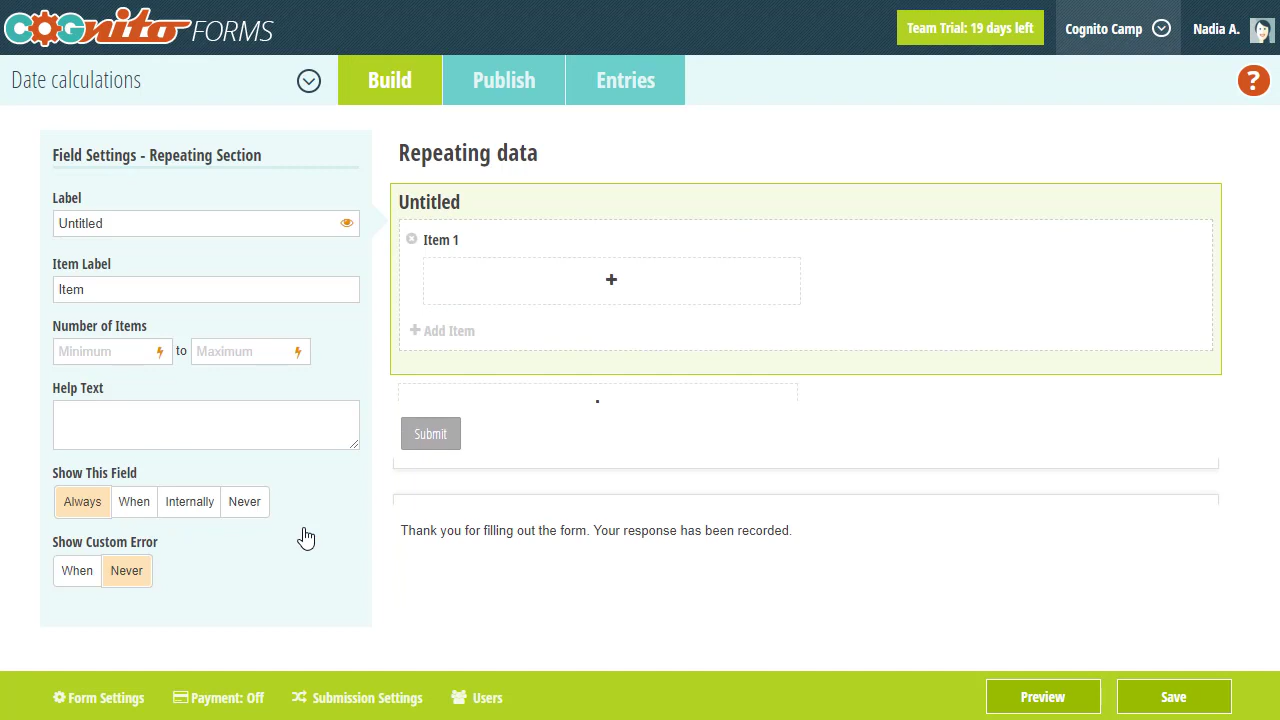 COGnito FORMS
Team Trial: 19 days left
Cognito Camp
Nadia A.
Date calculations
Build
Publish
Entries
?
Field Settings - Repeating Section
Label
Untitled
Item Label
Item
Number of Items
Minimum to Maximum
Help Text
Show This Field
Always When Internally Never
Show Custom Error
When Never
Repeating data
Untitled
Item 1
+
+ Add Item
Submit
Thank you for filling out the form. Your response has been recorded.
Form Settings
Payment: Off
Submission Settings
Users
Preview
Save